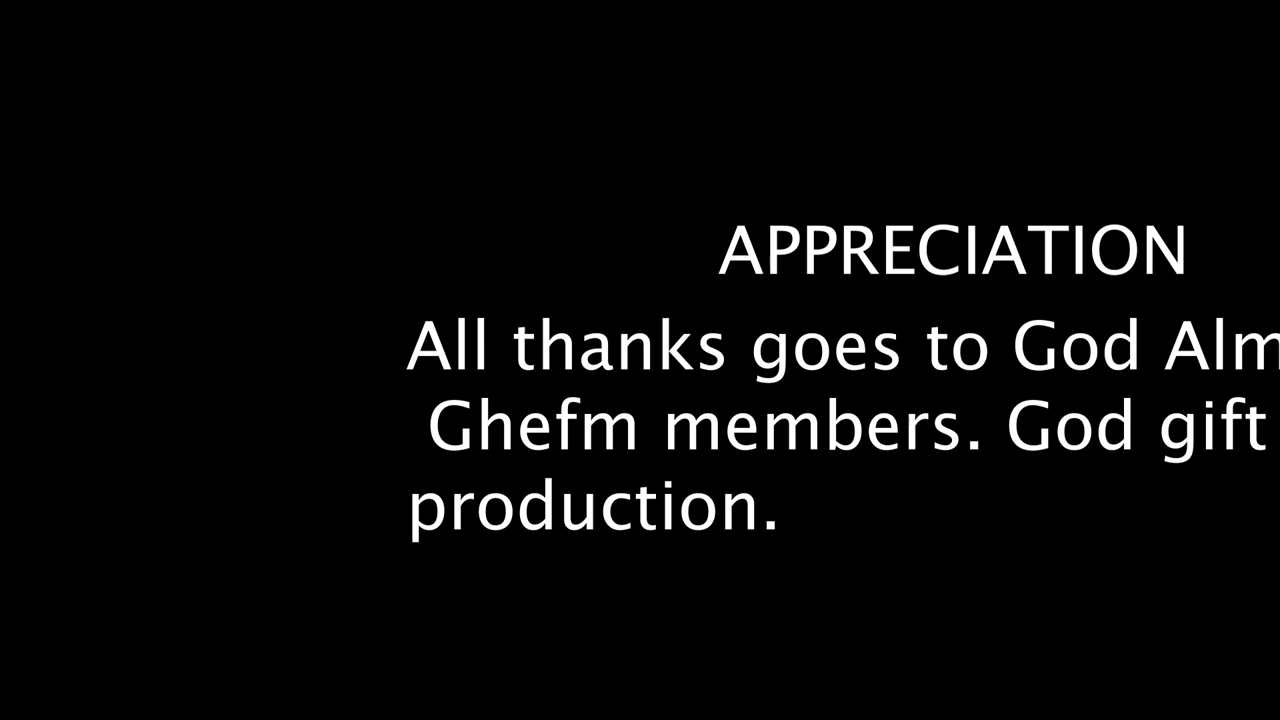 APPRECIATION
All thanks goes to God Alm
Ghefm members. God gift
production.